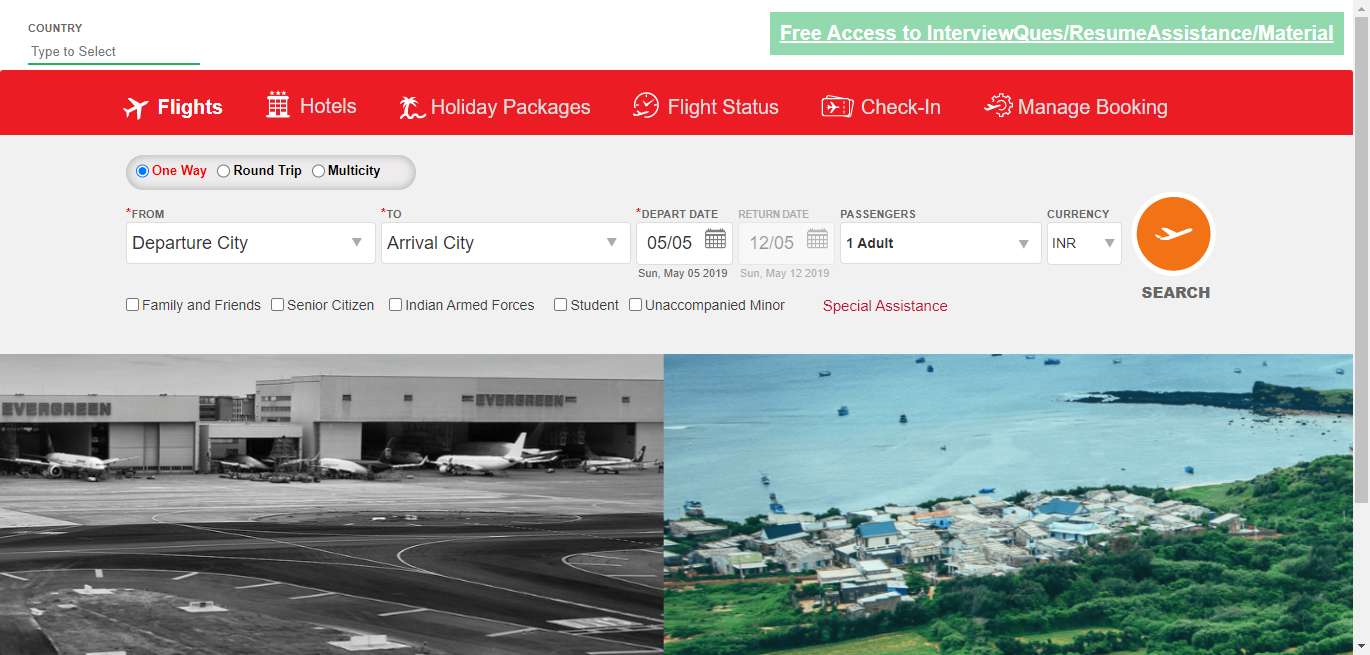 COUNTRY
Type to Select
Free Access to InterviewQues/ResumeAssistance/Material
Flights Hotels Holiday Packages Flight Status Check-In Manage Booking
One Way Round Trip Multicity
*FROM *TO *DEPART DATE RETURN DATE PASSENGERS CURRENCY
Departure City Arrival City 05/05 12/05 1 Adult INR
Sun, May 05 2019 Sun, May 12 2019
SEARCH
Family and Friends Senior Citizen Indian Armed Forces Student Unaccompanied Minor Special Assistance
EVERGREEN EVERGREEN